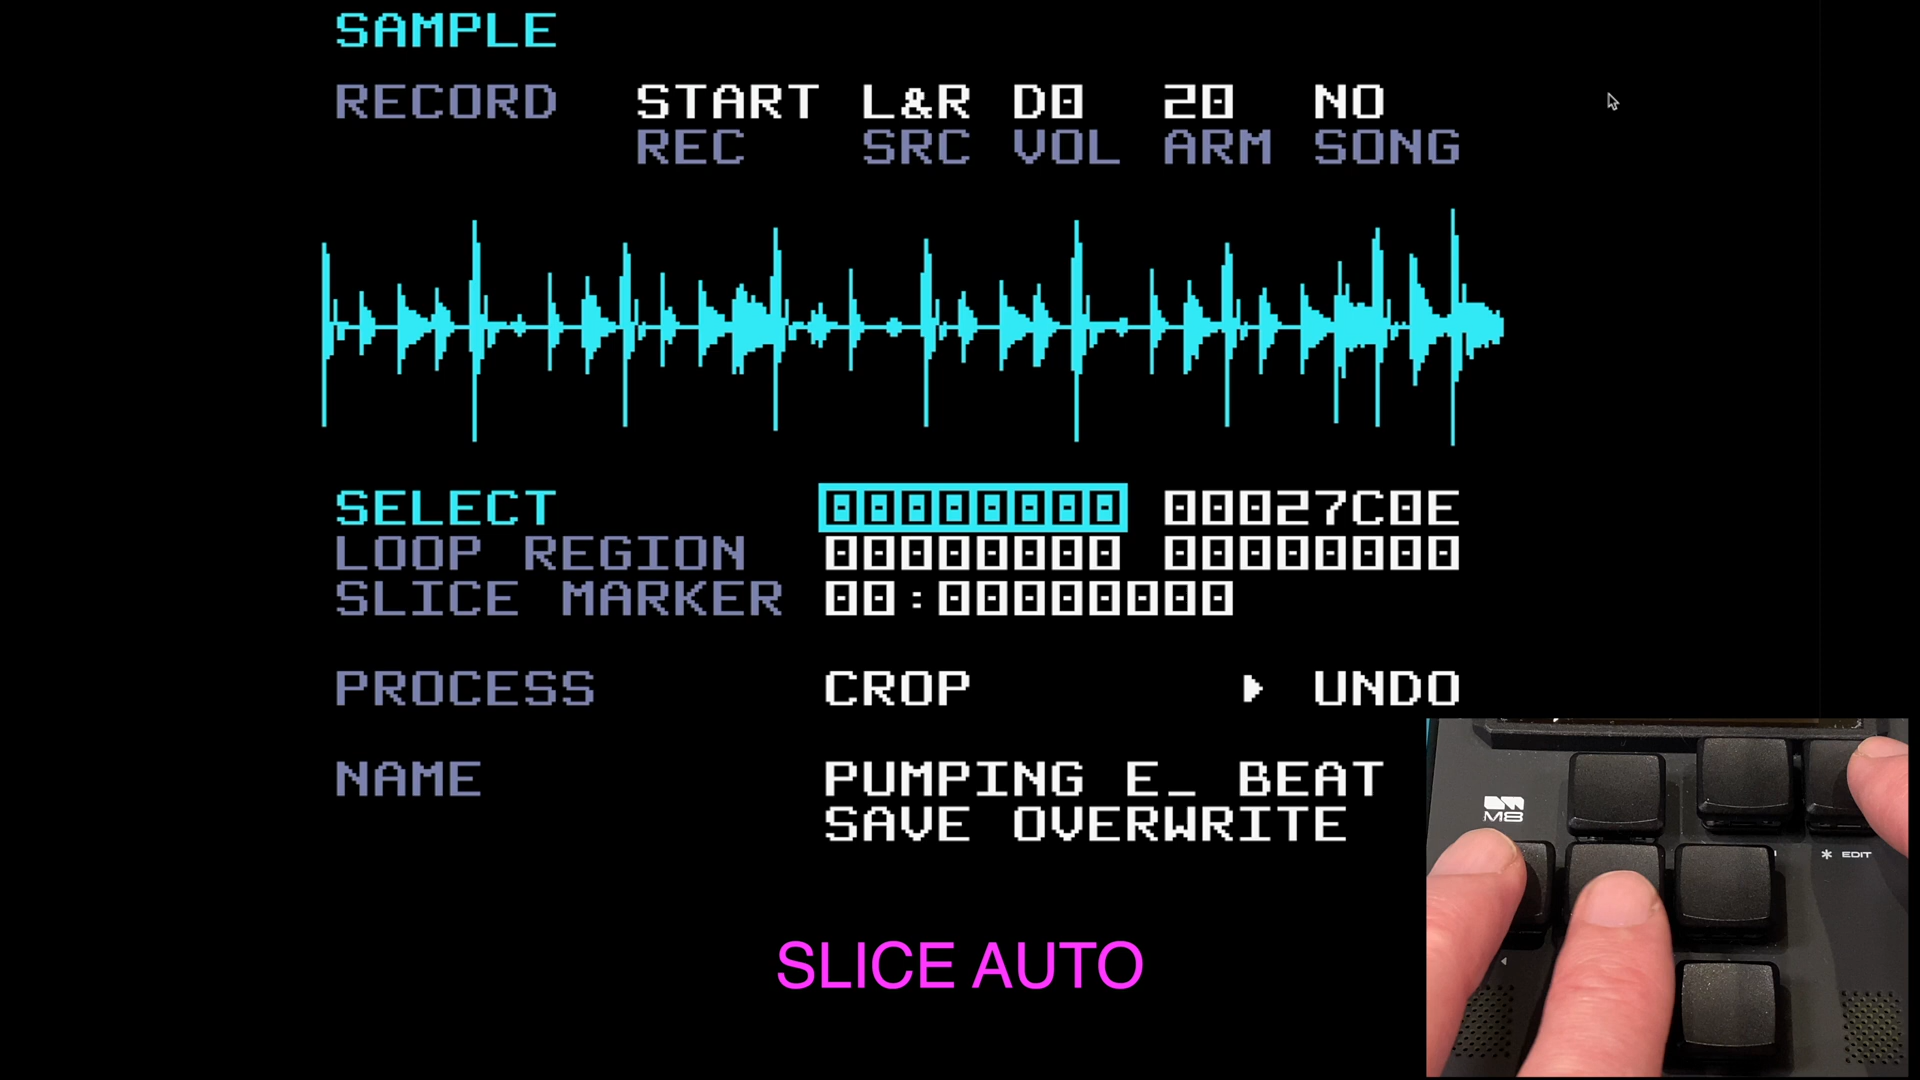 SAMPLE
RECORD START L&R D0 20 NO
REC SRC VOL ARM SONG
SELECT 00000000 00027C0E
LOOP REGION 00000000 00000000
SLICE MARKER 00:00000000
PROCESS CROP UNDO
NAME PUMPING E_ BEAT
SAVE OVERWRITE
M8
* EDIT
SLICE AUTO